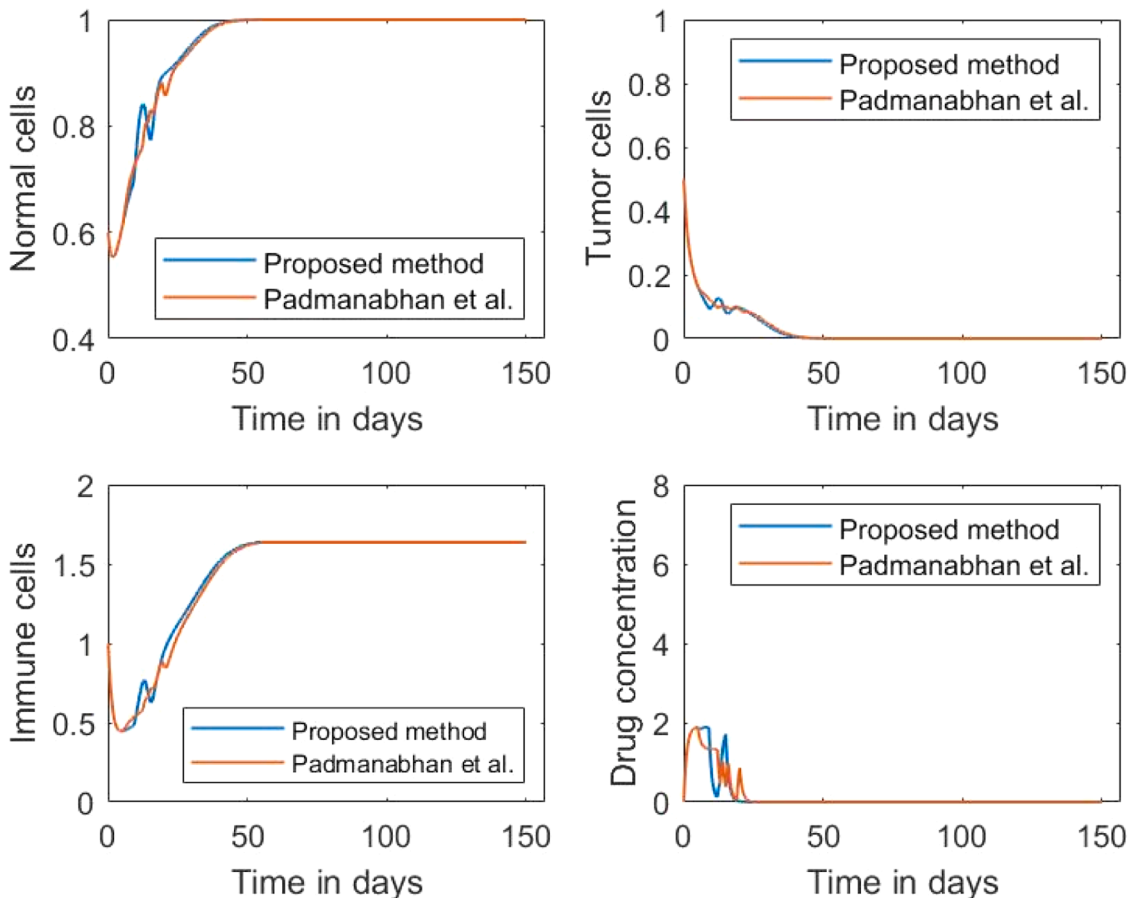 1
0.8
0.6
0.4
Normal cells
0
50
100
150
Time in days
Proposed method
Padmanabhan et al.
1
0.8
0.6
0.4
0.2
0
Tumor cells
0
50
100
150
Time in days
Proposed method
Padmanabhan et al.
2
1.5
1
0.5
0
Immune cells
0
50
100
150
Time in days
Proposed method
Padmanabhan et al.
8
6
4
2
0
Drug concentration
0
50
100
150
Time in days
Proposed method
Padmanabhan et al.